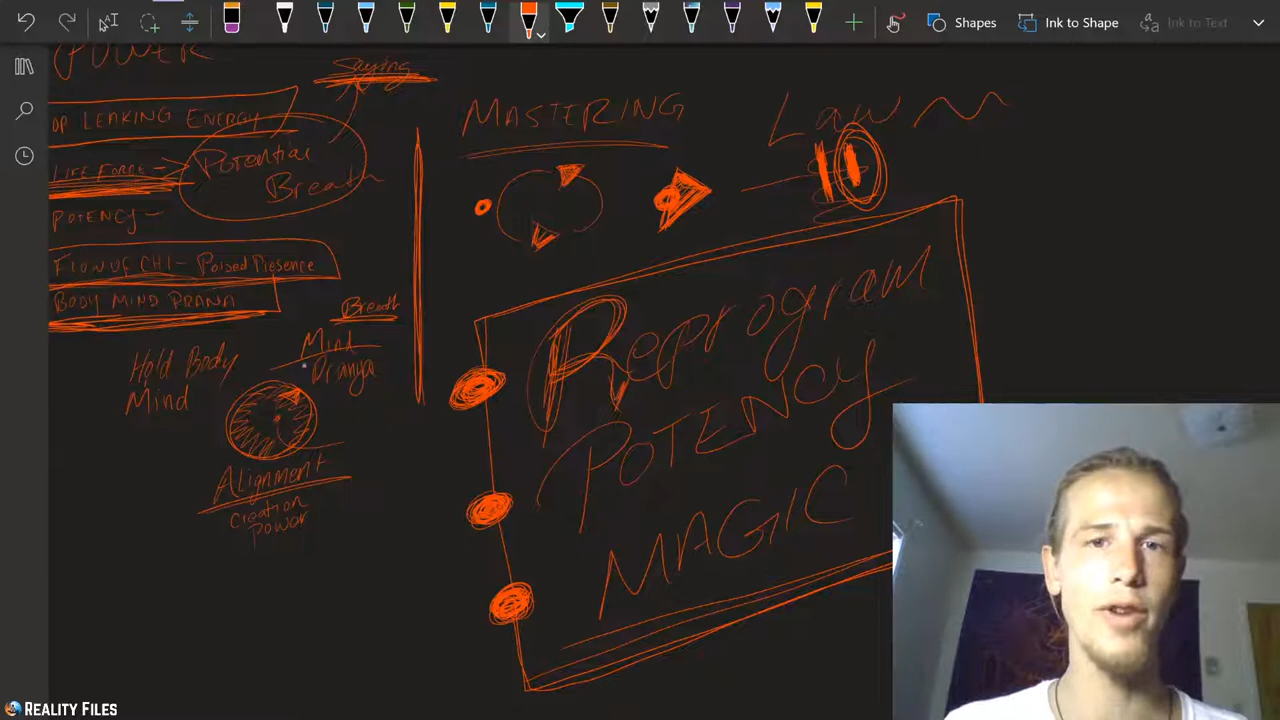 POWER
Saying
OP LEAKING ENERGY
LIFE FORCE
Potential
Breath
POTENCY
FLOW OF CHI - Poized Presence
BODY MIND PRANA
Breath
Mind
Pranya
Hold Body
Mind
Alignment
Creation
Power
MASTERING
Law
Reprogram
POTENCY
MAGIC
Shapes
Ink to Shape
Ink to Text
REALITY FILES